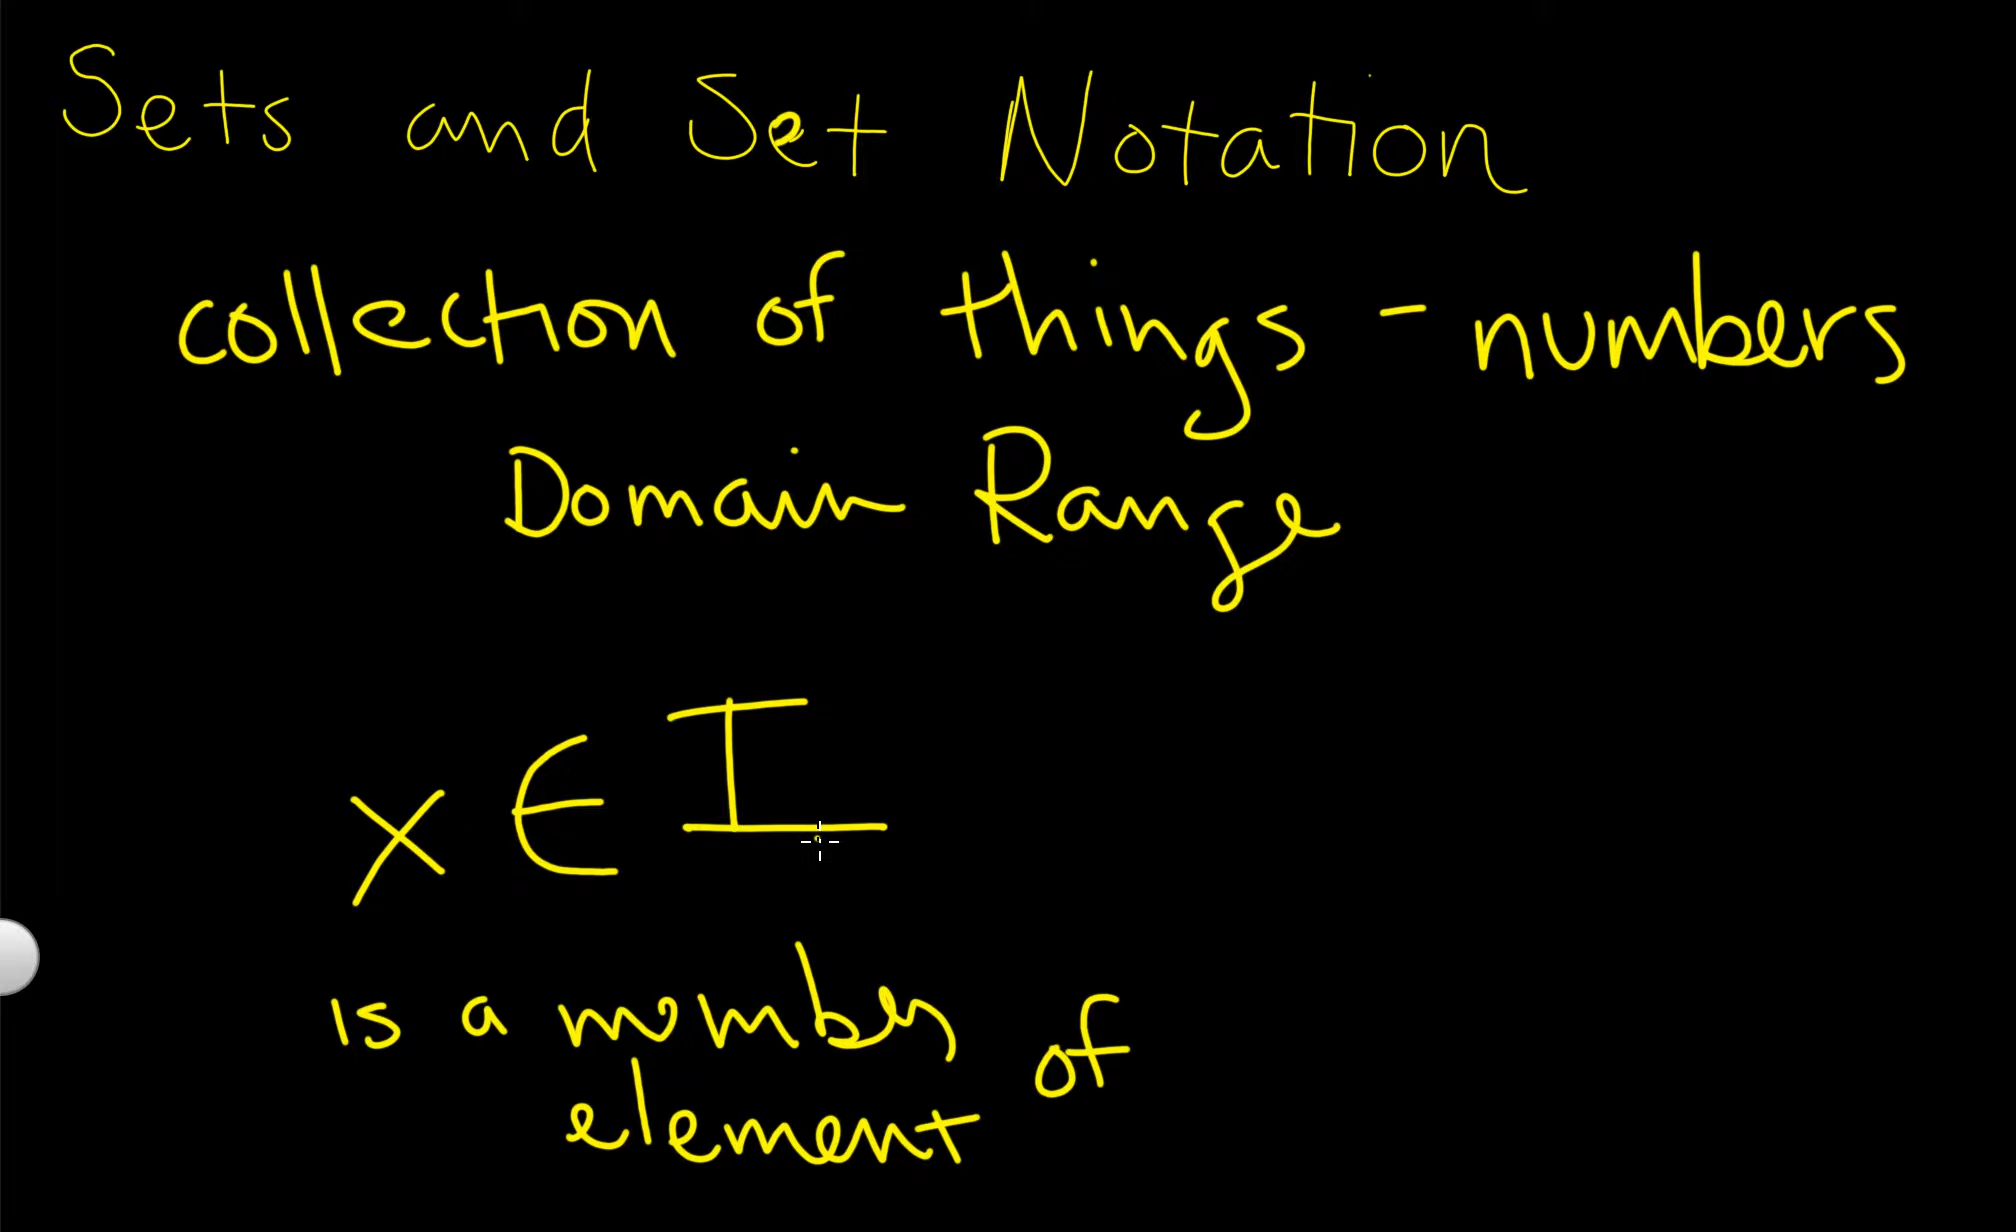 Sets and Set Notation
collection of things - numbers
Domain Range
x ∈ I
is a member of
element